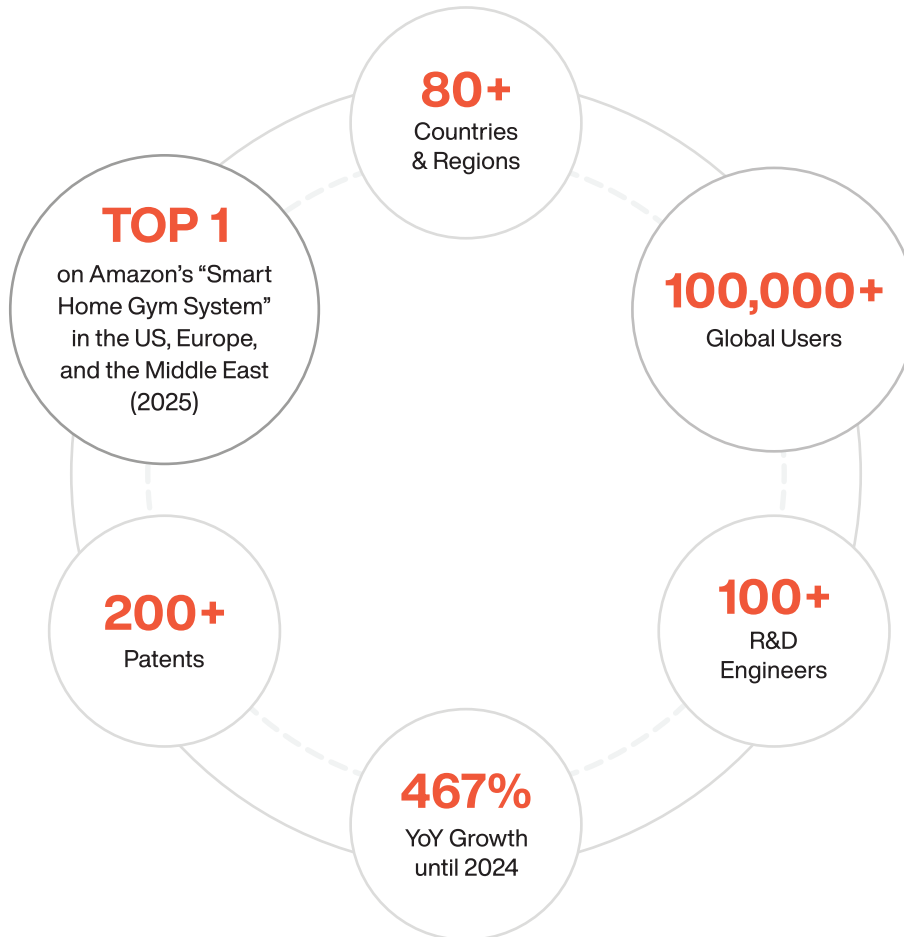 80+
Countries
& Regions
TOP 1
on Amazon’s “Smart
Home Gym System”
in the US, Europe,
and the Middle East
(2025)
100,000+
Global Users
200+
Patents
100+
R&D
Engineers
467%
YoY Growth
until 2024